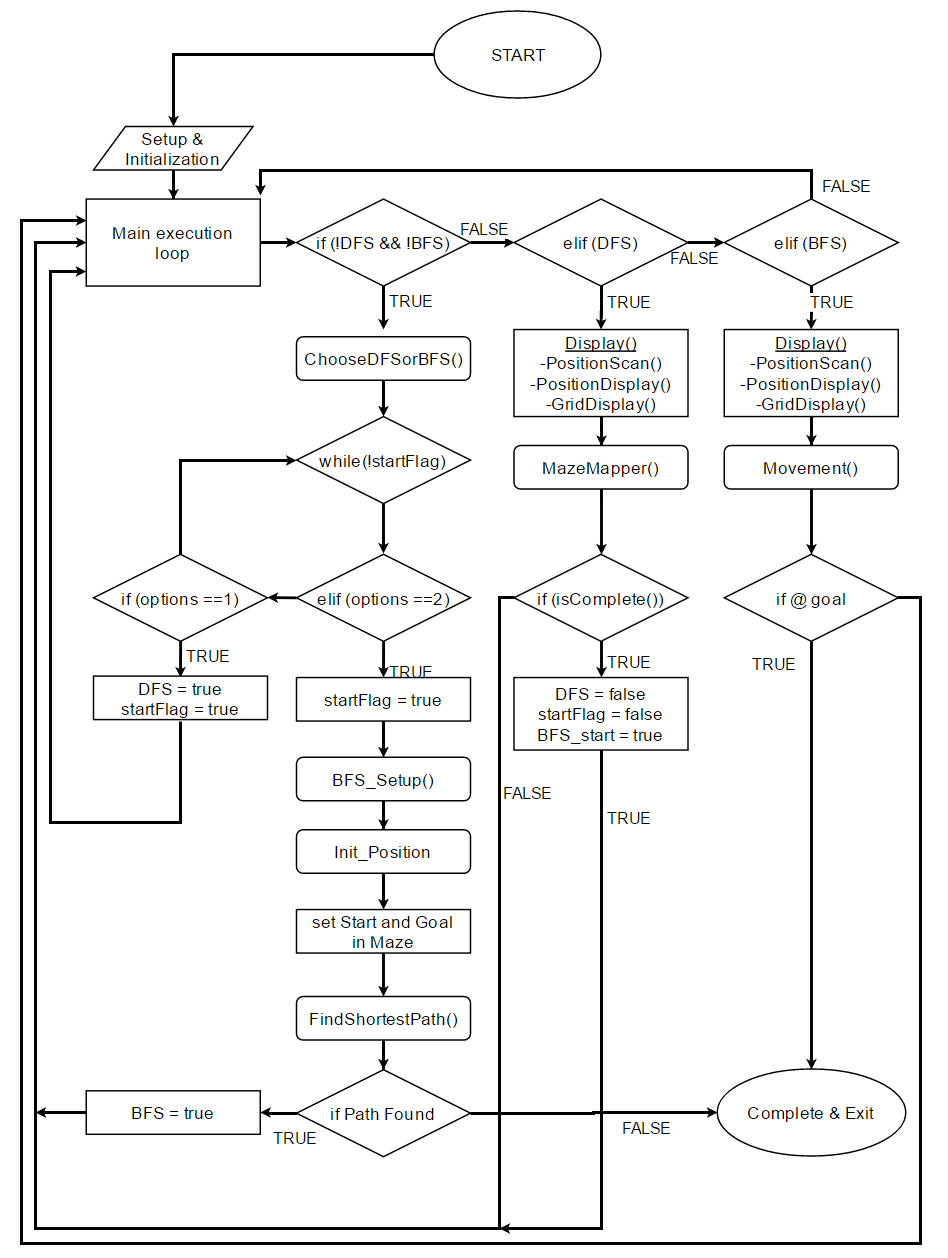 START
Setup &
Initialization
Main execution
loop
if (!DFS && !BFS)
FALSE
elif (DFS)
FALSE
elif (BFS)
FALSE
TRUE
TRUE
TRUE
ChooseDFSorBFS()
Display()
-PositionScan()
-PositionDisplay()
-GridDisplay()
Display()
-PositionScan()
-PositionDisplay()
-GridDisplay()
while(!startFlag)
MazeMapper()
Movement()
if (options ==1)
elif (options ==2)
if (isComplete())
if @ goal
TRUE
TRUE
TRUE
TRUE
DFS = true
startFlag = true
startFlag = true
DFS = false
startFlag = false
BFS_start = true
BFS_Setup()
FALSE
TRUE
Init_Position
set Start and Goal
in Maze
FindShortestPath()
BFS = true
TRUE
if Path Found
FALSE
Complete & Exit